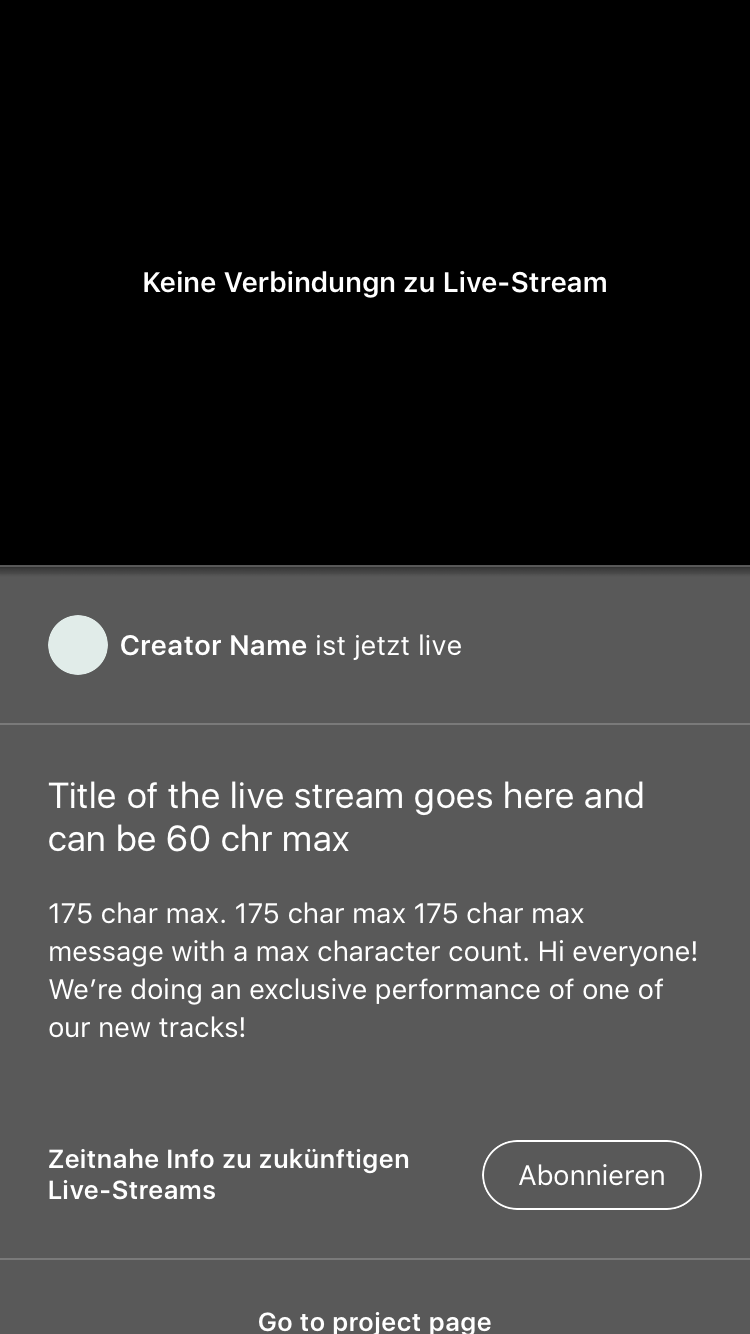 Keine Verbindungn zu Live-Stream
Creator Name ist jetzt live
Title of the live stream goes here and
can be 60 chr max
175 char max. 175 char max 175 char max
message with a max character count. Hi everyone!
We’re doing an exclusive performance of one of
our new tracks!
Zeitnahe Info zu zukünftigen
Live-Streams
Abonnieren
Go to project page